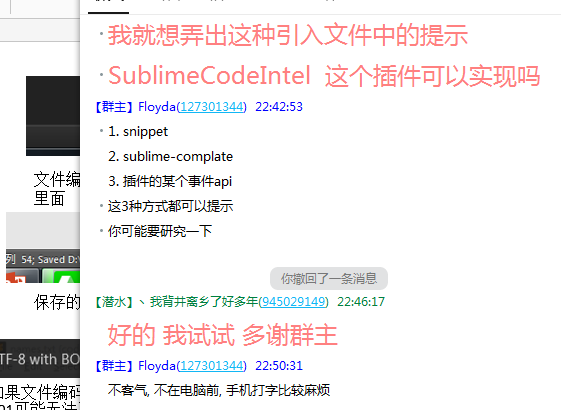 我就想弄出这种引入文件中的提示
SublimeCodeIntel 这个插件可以实现吗
【群主】Floyda(127301344) 22:42:53
1. snippet
2. sublime-complate
3. 插件的某个事件api
这3种方式都可以提示
你可能要研究一下
你撤回了一条消息
【潜水】丶我背井斋乡了好多年(945029149) 22:46:17
好的 我试试 多谢群主
【群主】Floyda(127301344) 22:50:31
不客气, 不在电脑前, 手机打字比较麻烦
文件编
里面
列 54; Saved D:\
保存的
TF-8 with BO
如果文件编码